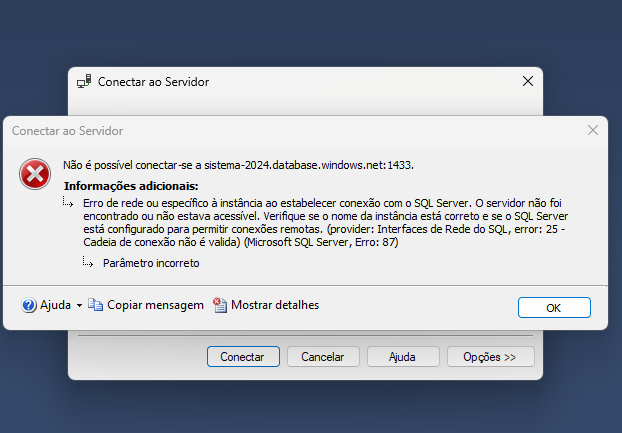 Conectar ao Servidor
Conectar ao Servidor
Não é possível conectar-se a sistema-2024.database.windows.net:1433.
Informações adicionais:
Erro de rede ou específico à instância ao estabelecer conexão com o SQL Server. O servidor não foi
encontrado ou não estava acessível. Verifique se o nome da instância está correto e se o SQL Server
está configurado para permitir conexões remotas. (provider: Interfaces de Rede do SQL, error: 25 -
Cadeia de conexão não é valida) (Microsoft SQL Server, Erro: 87)
Parâmetro incorreto
Ajuda Copiar mensagem Mostrar detalhes OK
Conectar Cancelar Ajuda Opções >>